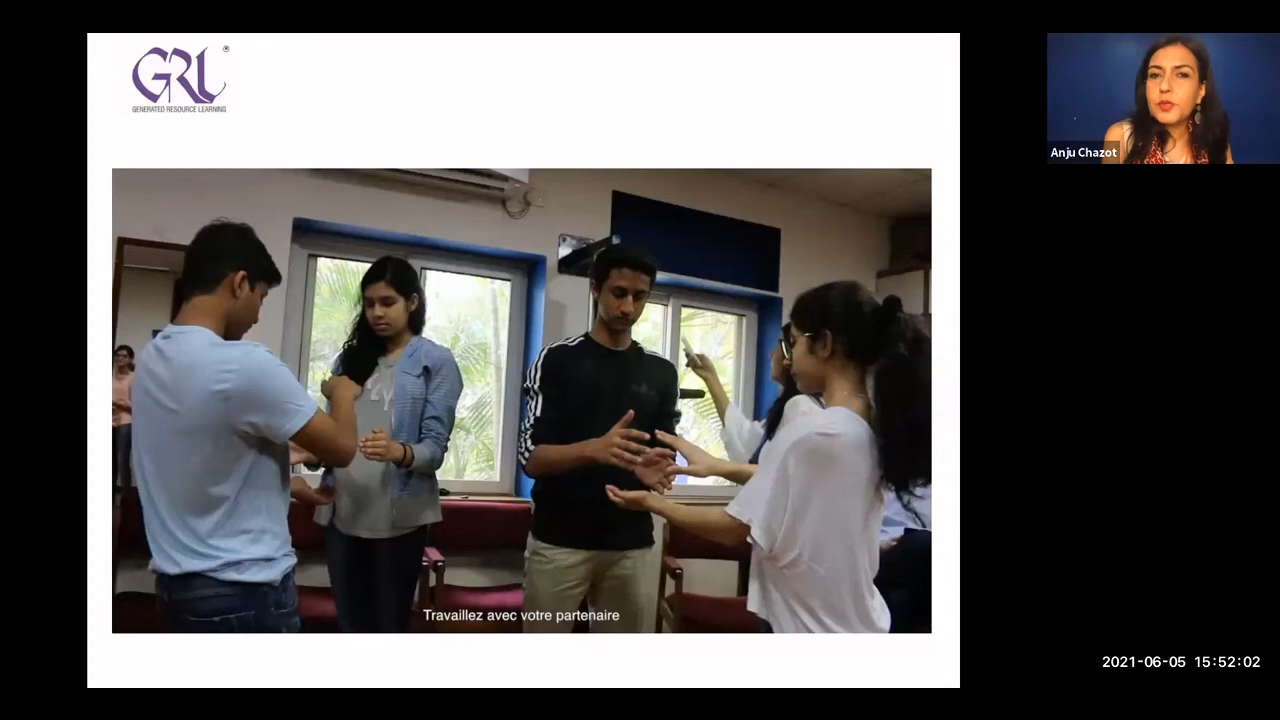 GRL ®
GENERATED RESOURCE LEARNING
Anju Chazot
Travaillez avec votre partenaire
2021-06-05 15:52:02